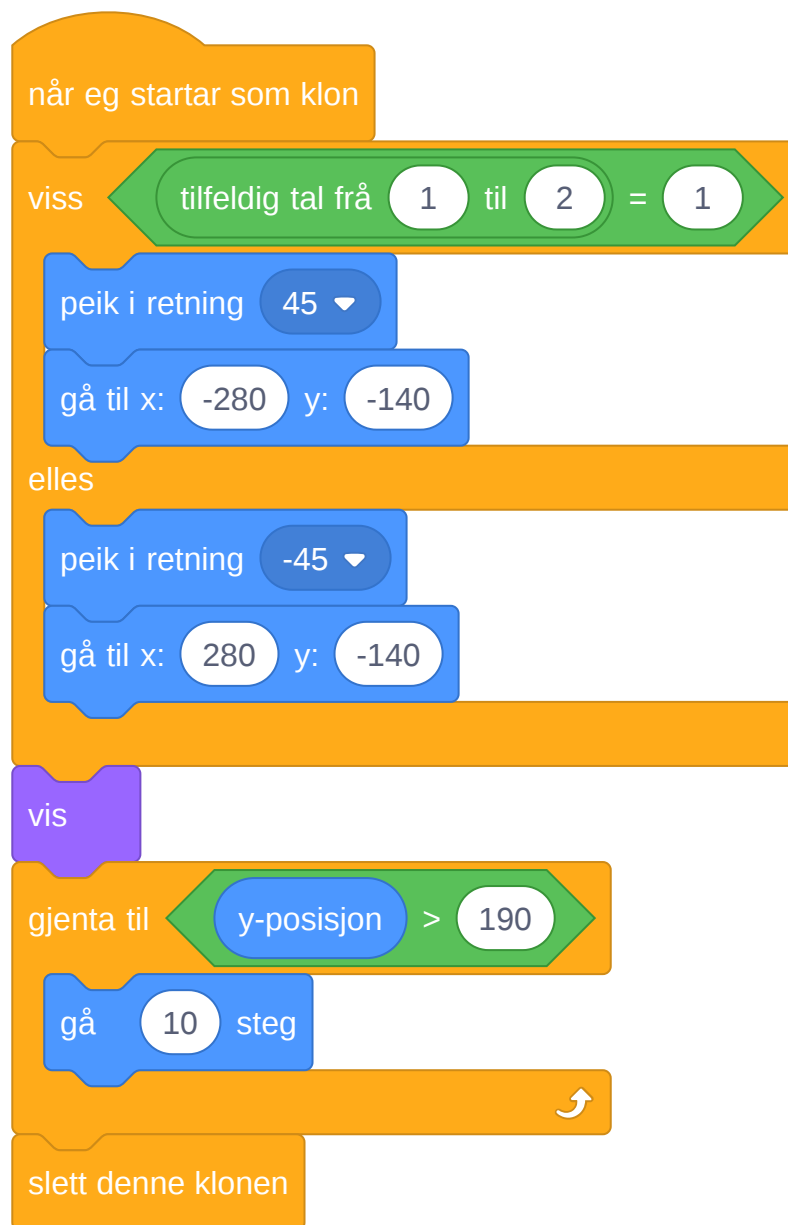 når eg startar som klon
viss tilfeldig tal frå 1 til 2 = 1
peik i retning 45
gå til x: -280 y: -140
elles
peik i retning -45
gå til x: 280 y: -140
vis
gjenta til y-posisjon > 190
gå 10 steg
slett denne klonen